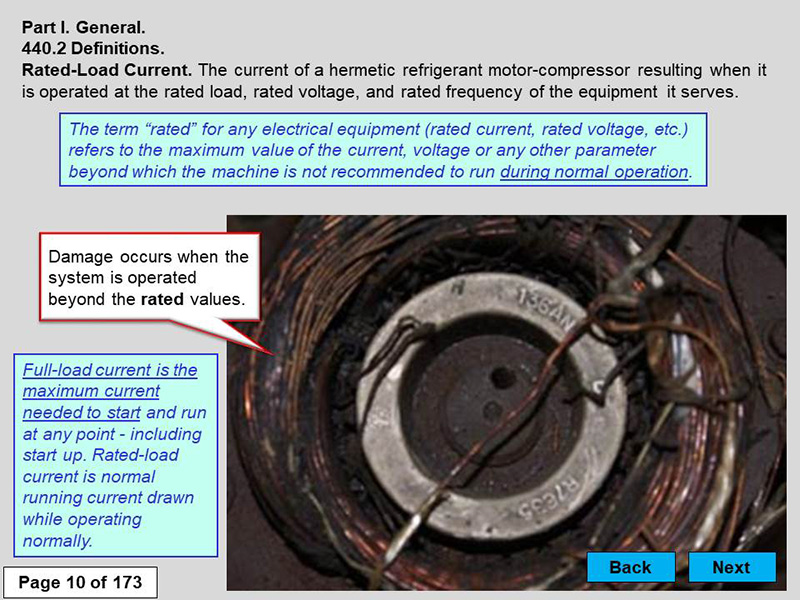 Part I. General.
440.2 Definitions.
Rated-Load Current. The current of a hermetic refrigerant motor-compressor resulting when it
is operated at the rated load, rated voltage, and rated frequency of the equipment it serves.
The term “rated” for any electrical equipment (rated current, rated voltage, etc.)
refers to the maximum value of the current, voltage or any other parameter
beyond which the machine is not recommended to run during normal operation.
Damage occurs when the
system is operated
beyond the rated values.
136AN
R7E35
Full-load current is the
maximum current
needed to start and run
at any point - including
start up. Rated-load
current is normal
running current drawn
while operating
normally.
Page 10 of 173
Back
Next